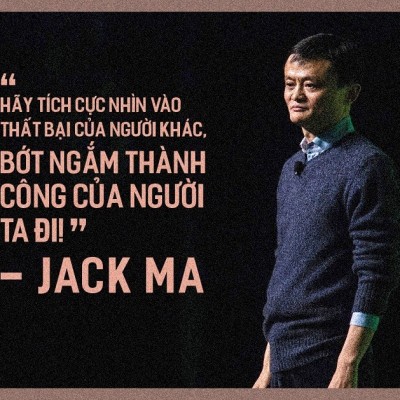 “
HÃY TÍCH CỰC NHÌN VÀO
THẤT BẠI CỦA NGƯỜI KHÁC,
BỚT NGẮM THÀNH
CÔNG CỦA NGƯỜI
TA ĐI! ”
– JACK MA